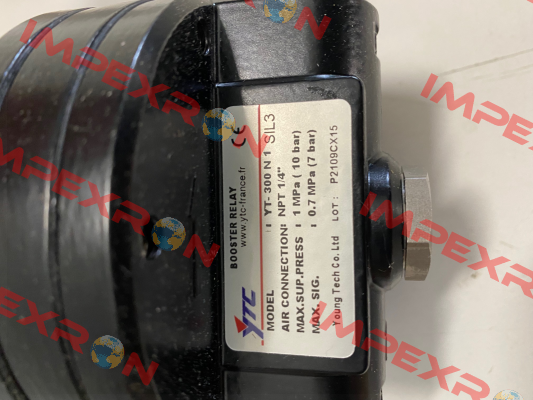 YTC
BOOSTER RELAY
www.ytc-france.fr
CE
MODEL : YT- 300 N 1 SIL3
AIR CONNECTION: NPT 1/4"
MAX.SUP.PRESS : 1 MPa ( 10 bar)
MAX. SIG. : 0.7 MPa (7 bar)
Young Tech Co. Ltd LOT: P2109CX15
IMPEXRON
IMPEXRON
IMPEXRON
IMPEXRON
IMPEXRON